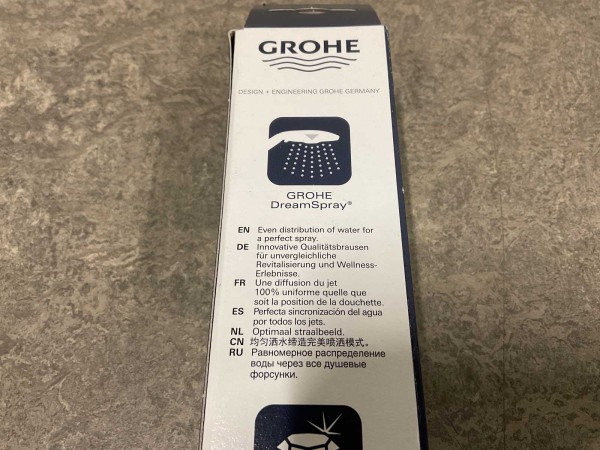 GROHE
DESIGN + ENGINEERING GROHE GERMANY
GROHE
DreamSpray®
EN Even distribution of water for
a perfect spray.
DE Innovative Qualitätsbrausen
für unvergleichliche
Revitalisierung und Wellness-
Erlebnisse.
FR Une diffusion du jet
100% uniforme quelle que
soit la position de la douchette.
ES Perfecta sincronización del agua
por todos los jets.
NL Optimaal straalbeeld.
CN 均匀洒水缔造完美喷洒模式。
RU Равномерное распределение
воды через все душевые
форсунки.